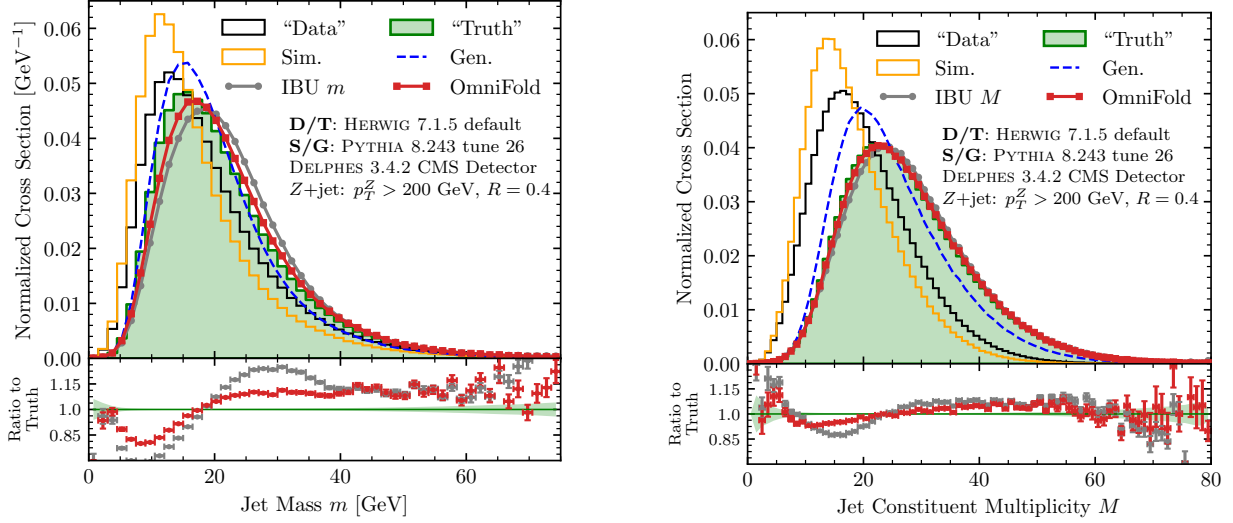 Normalized Cross Section [GeV⁻¹]
0.06
0.05
0.04
0.03
0.02
0.01
0.00
“Data”
“Truth”
Sim.
Gen.
IBU m
OmniFold
D/T: HERWIG 7.1.5 default
S/G: PYTHIA 8.243 tune 26
DELPHES 3.4.2 CMS Detector
Z+jet: p_T^Z > 200 GeV, R = 0.4
Ratio to
Truth
1.15
1.0
0.85
0 10 20 30 40 50 60 70
Jet Mass m [GeV]
Normalized Cross Section
0.06
0.05
0.04
0.03
0.02
0.01
0.00
“Data”
“Truth”
Sim.
Gen.
IBU M
OmniFold
D/T: HERWIG 7.1.5 default
S/G: PYTHIA 8.243 tune 26
DELPHES 3.4.2 CMS Detector
Z+jet: p_T^Z > 200 GeV, R = 0.4
Ratio to
Truth
1.15
1.0
0.85
0 20 40 60 80
Jet Constituent Multiplicity M